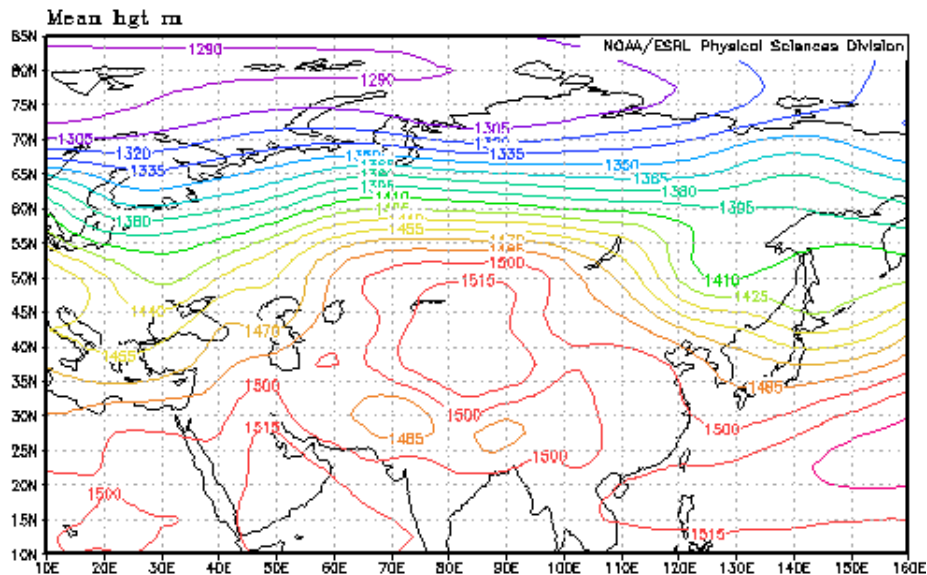 Mean hgt m
NOAA/ESRL Physical Sciences Division
85N
80N
75N
70N
65N
60N
55N
50N
45N
40N
35N
30N
25N
20N
15N
10N
1290
1290
1305
1305
1320
1335
1335
1350
1365
1380
1395
1380
1410
1455
1500
1515
1410
1425
1440
1470
1455
1485
1500
1500
1500
1485
1515
1500
1500
1515
10E 20E 30E 40E 50E 60E 70E 80E 90E 100E 110E 120E 130E 140E 150E 160E